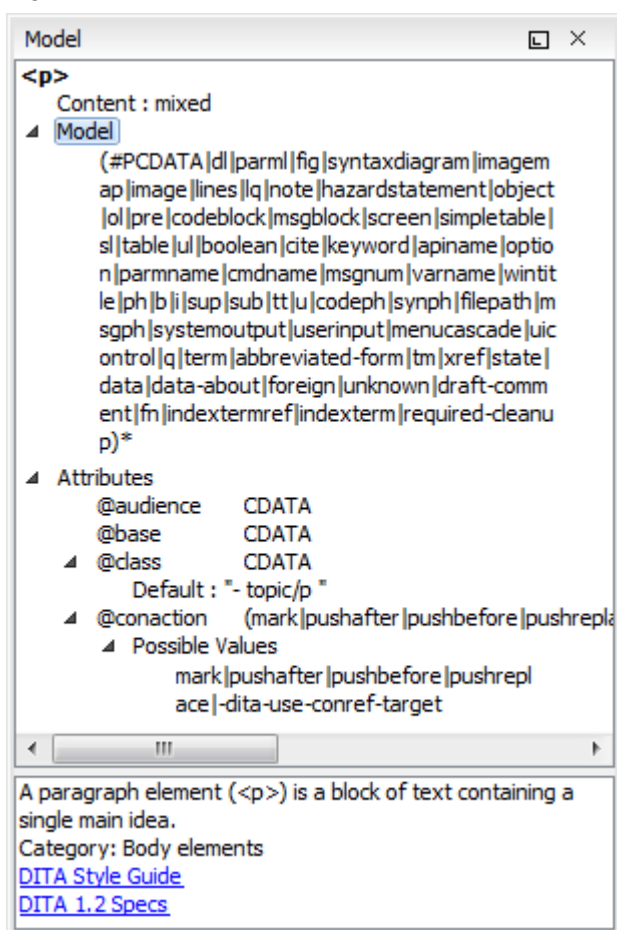 Model
<p>
Content : mixed
Model
(#PCDATA|dl|parml|fig|syntaxdiagram|imagem
ap|image|lines|lq|note|hazardstatement|object
|ol|pre|codeblock|msgblock|screen|simpletable|
sl|table|ul|boolean|cite|keyword|apiname|optio
n|parmname|cmdname|msgnum|varname|wintit
le|ph|b|i|sup|sub|tt|u|codeph|synph|filepath|m
sgph|systemoutput|userinput|menucascade|uic
ontrol|q|term|abbreviated-form|tm|xref|state|
data|data-about|foreign|unknown|draft-comm
ent|fn|indextermref|indexterm|required-cleanu
p)*
Attributes
@audience CDATA
@base CDATA
@class CDATA
Default : "- topic/p "
@conaction (mark|pushafter|pushbefore|pushrepla
Possible Values
mark|pushafter|pushbefore|pushrepl
ace|-dita-use-conref-target
A paragraph element (<p>) is a block of text containing a
single main idea.
Category: Body elements
DITA Style Guide
DITA 1.2 Specs